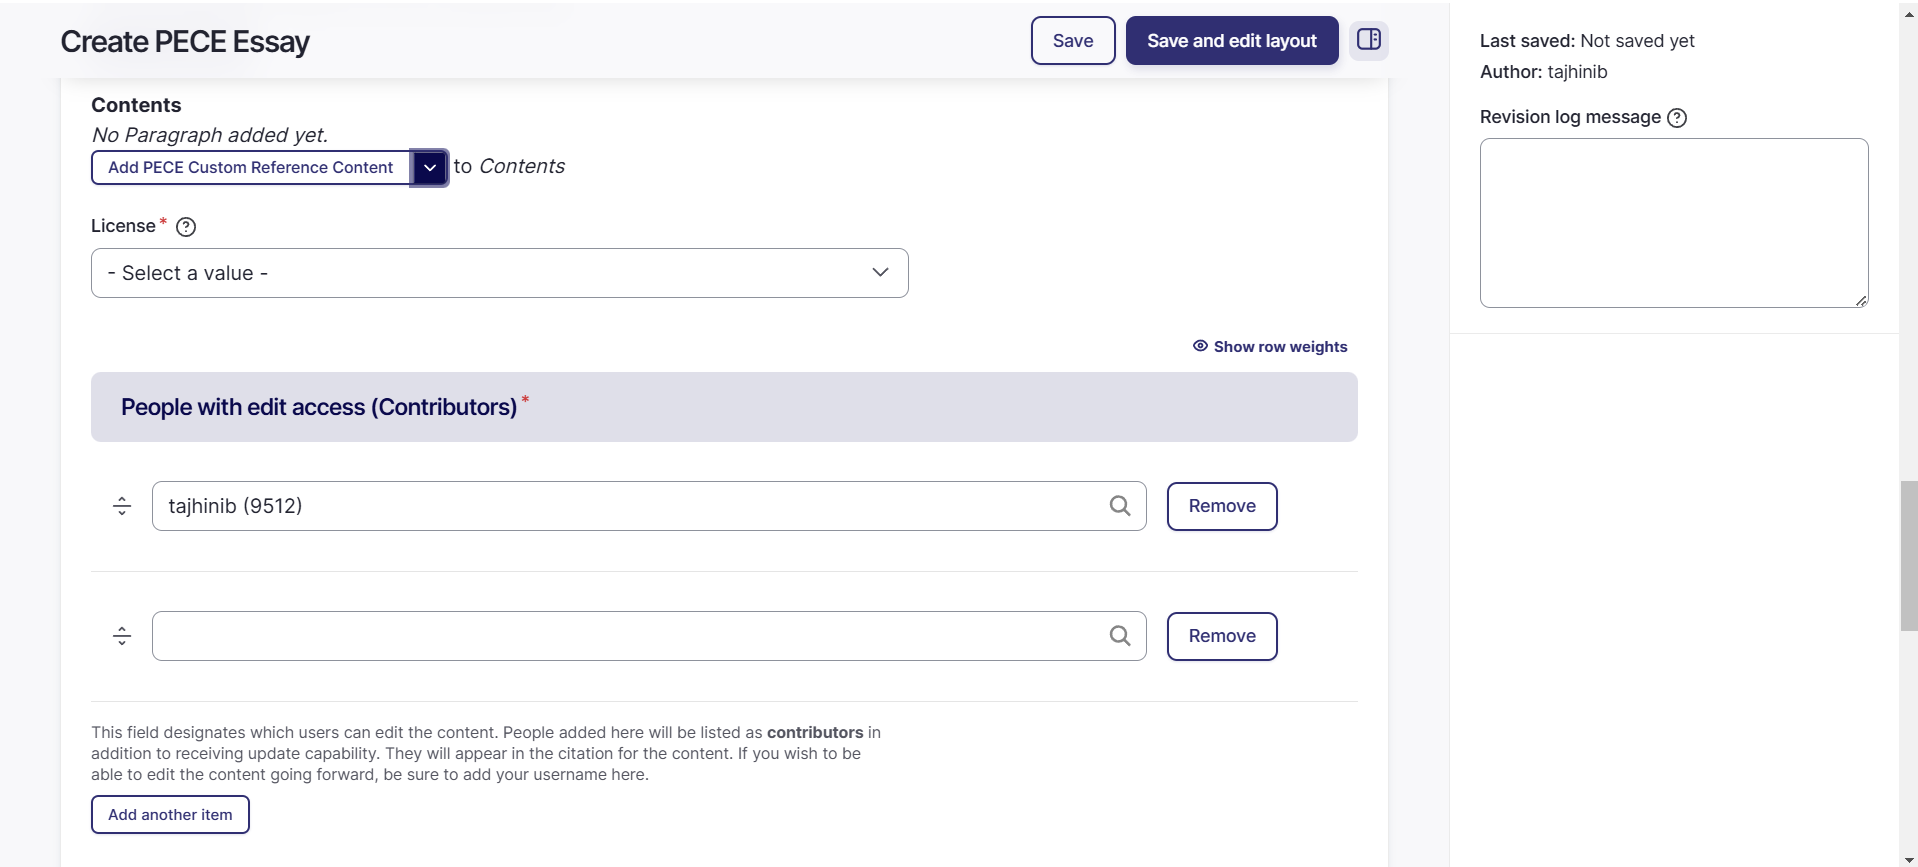 Create PECE Essay
Save
Save and edit layout
Contents
No Paragraph added yet.
Add PECE Custom Reference Content to Contents
License*
- Select a value -
Show row weights
People with edit access (Contributors)*
tajhinib (9512)
Remove
Remove
This field designates which users can edit the content. People added here will be listed as contributors in
addition to receiving update capability. They will appear in the citation for the content. If you wish to be
able to edit the content going forward, be sure to add your username here.
Add another item
Last saved: Not saved yet
Author: tajhinib
Revision log message